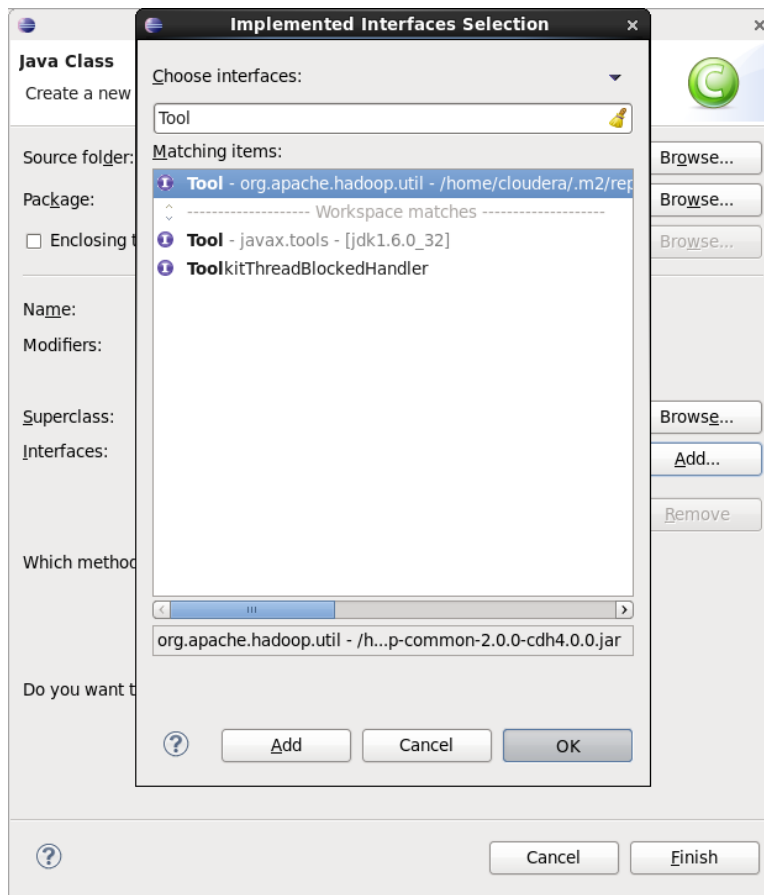 Implemented Interfaces Selection
Java Class
Create a new
Choose interfaces:
Tool
Matching items:
Tool - org.apache.hadoop.util - /home/cloudera/.m2/rep
-------------------- Workspace matches --------------------
Tool - javax.tools - [jdk1.6.0_32]
ToolkitThreadBlockedHandler
org.apache.hadoop.util - /h...p-common-2.0.0-cdh4.0.0.jar
Add
Cancel
OK
Source folder:
Browse...
Package:
Browse...
Enclosing t
Browse...
Name:
Modifiers:
Superclass:
Browse...
Interfaces:
Add...
Remove
Which method
Do you want t
Cancel
Finish